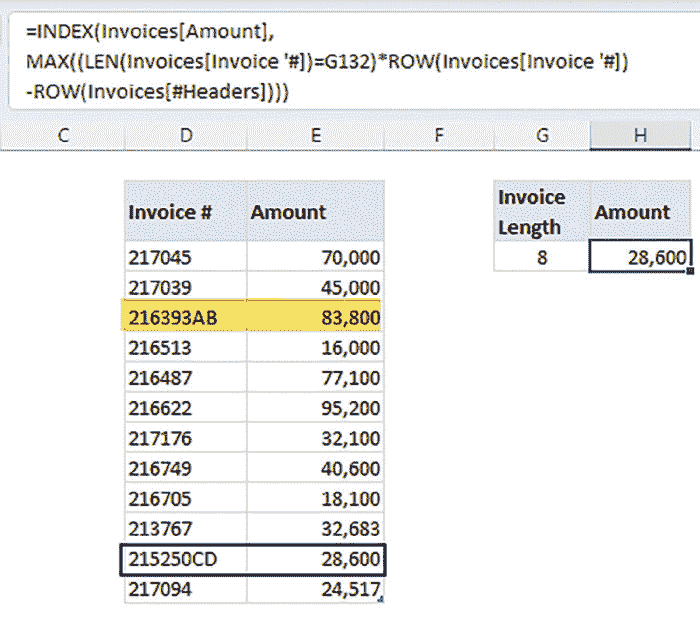 =INDEX(Invoices[Amount],
MAX((LEN(Invoices[Invoice '#])=G132)*ROW(Invoices[Invoice '#])
-ROW(Invoices[#Headers])))
C D E F G H
Invoice # Amount Invoice Length Amount
217045 70,000 8 28,600
217039 45,000
216393AB 83,800
216513 16,000
216487 77,100
216622 95,200
217176 32,100
216749 40,600
216705 18,100
213767 32,683
215250CD 28,600
217094 24,517